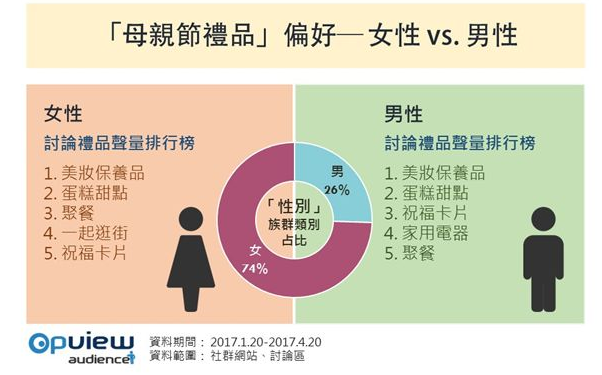 「母親節禮品」偏好─ 女性 vs. 男性
女性
討論禮品聲量排行榜
1. 美妝保養品
2. 蛋糕甜點
3. 聚餐
4. 一起逛街
5. 祝福卡片
男
26%
「性別」
族群類別
占比
女
74%
男性
討論禮品聲量排行榜
1. 美妝保養品
2. 蛋糕甜點
3. 祝福卡片
4. 家用電器
5. 聚餐
Opview
audience
資料期間： 2017.1.20-2017.4.20
資料範圍： 社群網站、討論區